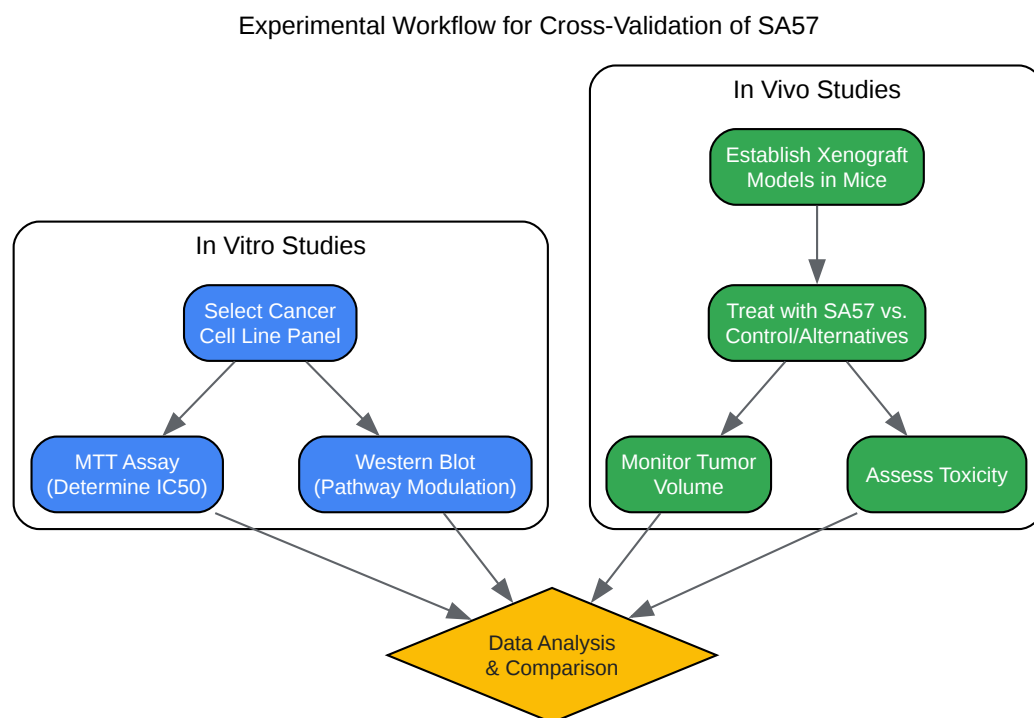 Experimental Workflow for Cross-Validation of SA57
In Vitro Studies
Select Cancer
Cell Line Panel
MTT Assay
(Determine IC50)
Western Blot
(Pathway Modulation)
In Vivo Studies
Establish Xenograft
Models in Mice
Treat with SA57 vs.
Control/Alternatives
Monitor Tumor
Volume
Assess Toxicity
Data Analysis
& Comparison